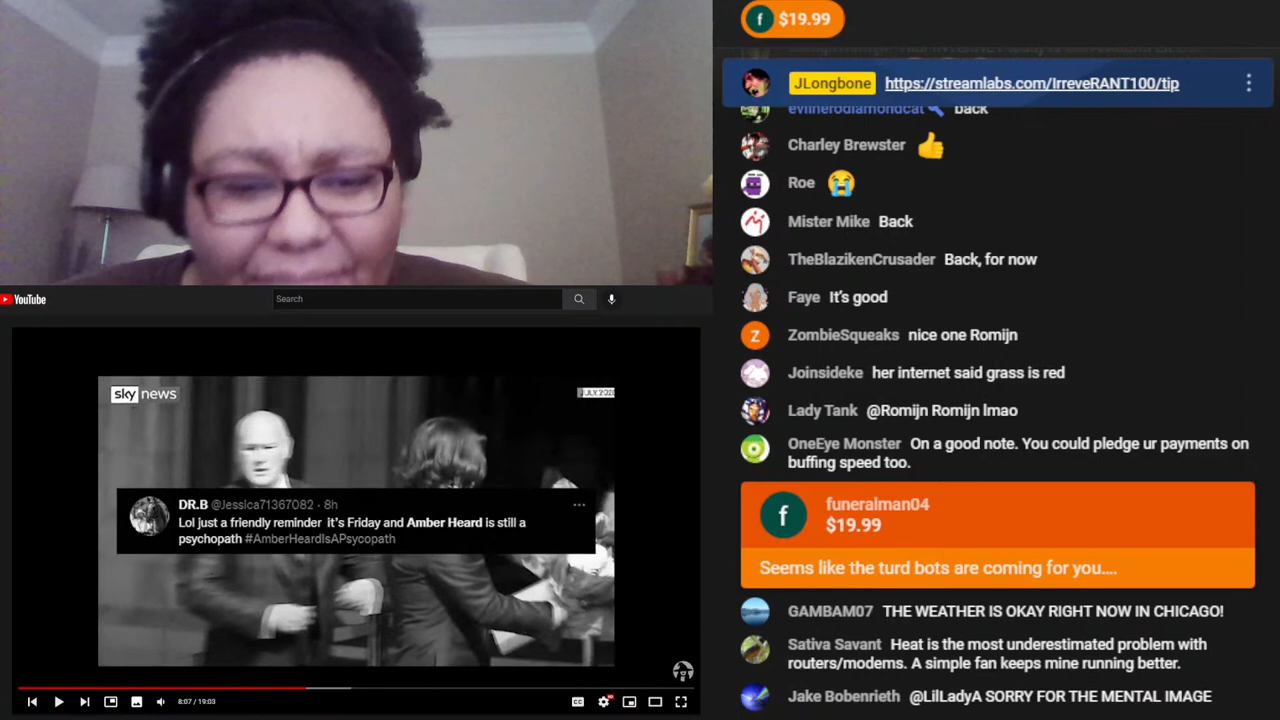 f $19.99
JLongbone https://streamlabs.com/IrreveRANT100/tip
evilnerodiamondcat back
Charley Brewster
Roe
Mister Mike Back
TheBlazikenCrusader Back, for now
Faye It's good
Z ZombieSqueaks nice one Romijn
Joinsideke her internet said grass is red
Lady Tank @Romijn Romijn lmao
OneEye Monster On a good note. You could pledge ur payments on
buffing speed too.
f funeralman04
$19.99
Seems like the turd bots are coming for you....
GAMBAM07 THE WEATHER IS OKAY RIGHT NOW IN CHICAGO!
Sativa Savant Heat is the most underestimated problem with
routers/modems. A simple fan keeps mine running better.
Jake Bobenrieth @LilLadyA SORRY FOR THE MENTAL IMAGE
YouTube
Search
sky news
DR.B @Jessica71367082 · 8h
Lol just a friendly reminder it's Friday and Amber Heard is still a
psychopath #AmberHeardIsAPsycopath
8:07 / 19:03